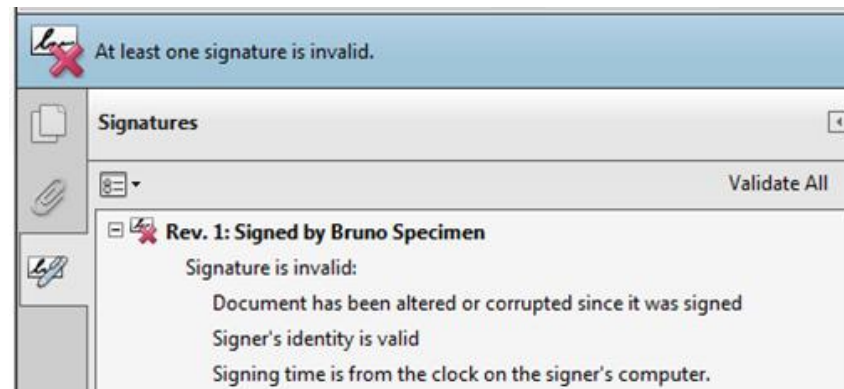 At least one signature is invalid.
Signatures
Validate All
Rev. 1: Signed by Bruno Specimen
Signature is invalid:
Document has been altered or corrupted since it was signed
Signer's identity is valid
Signing time is from the clock on the signer's computer.